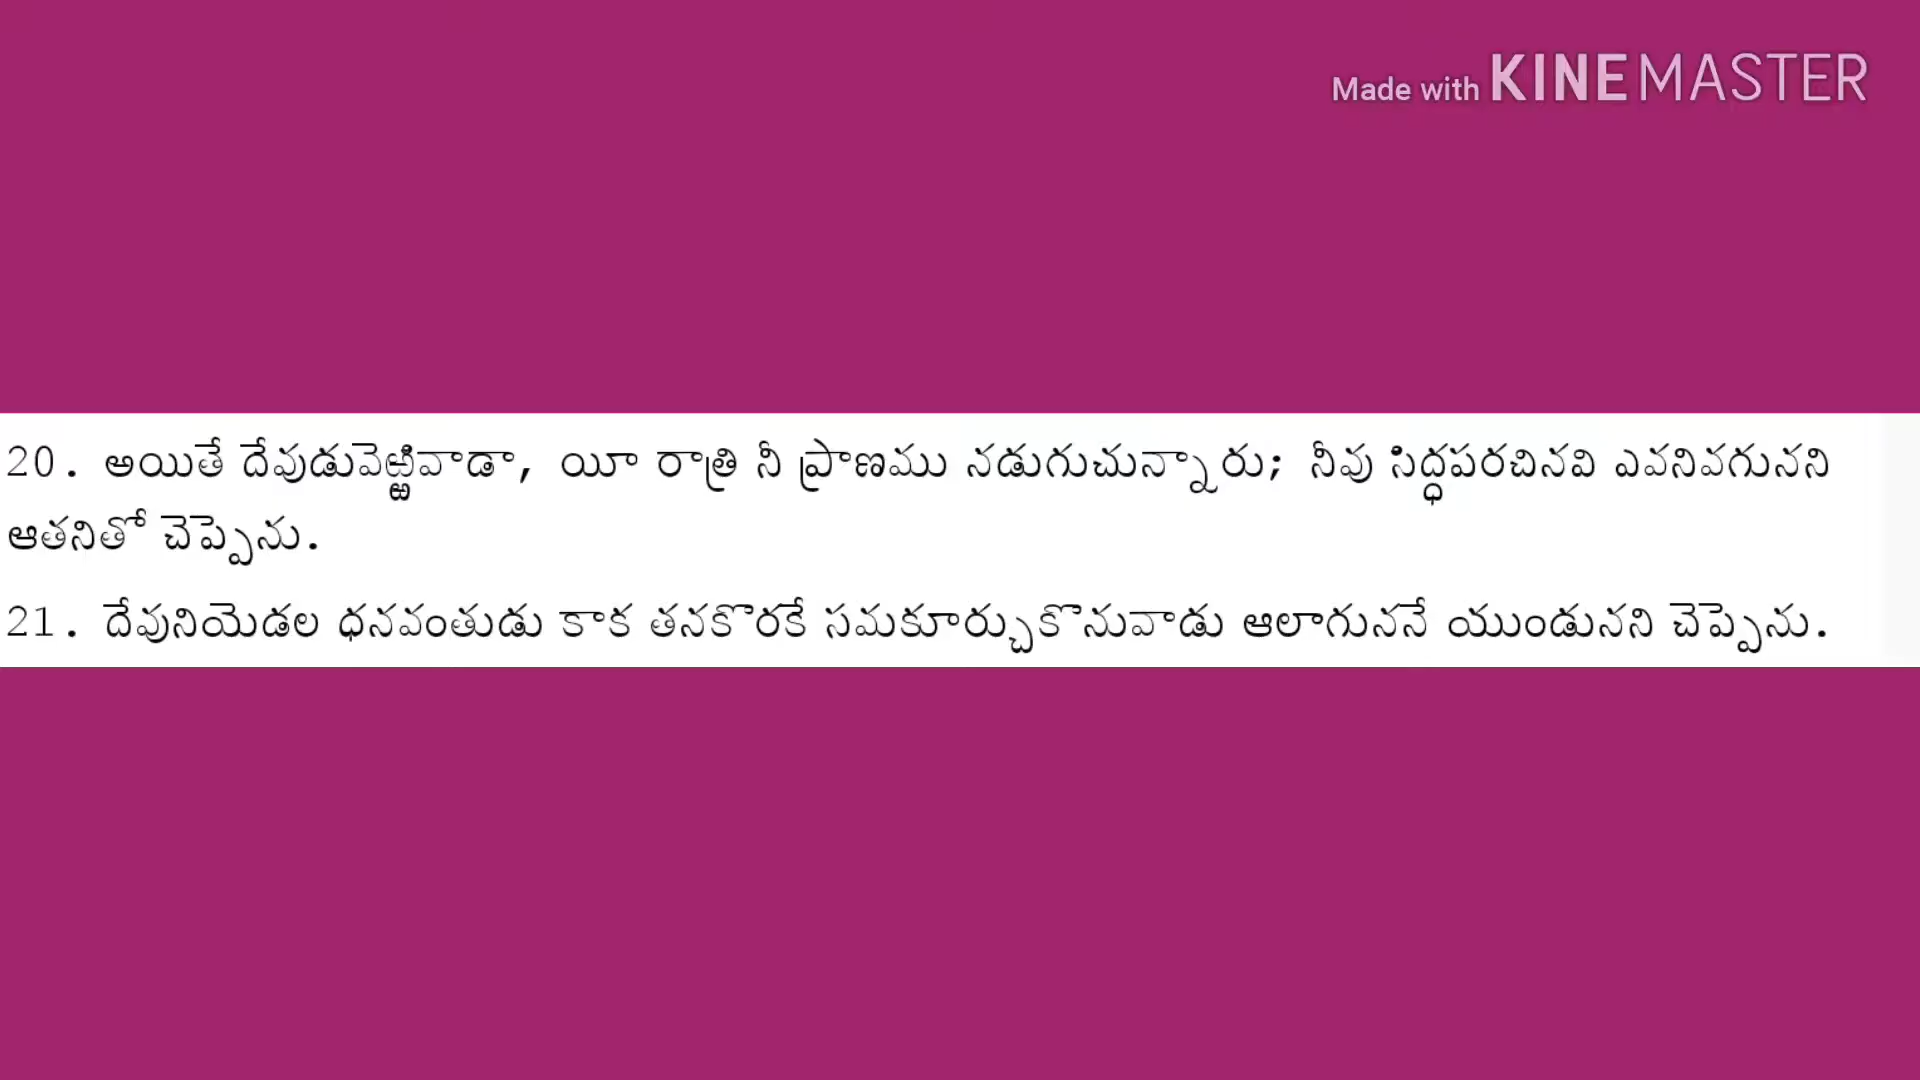 Made with KINEMASTER
20. అయితే దేవుడువెఱ్ఱివాడా, యీ రాత్రి నీ ప్రాణము నడుగుచున్నారు; నీవు సిద్ధపరచినవి ఎవనివగునని
ఆతనితో చెప్పెను.
21. దేవునియెడల ధనవంతుడు కాక తనకొరకే సమకూర్చుకొనువాడు ఆలాగుననే యుండునని చెప్పెను.